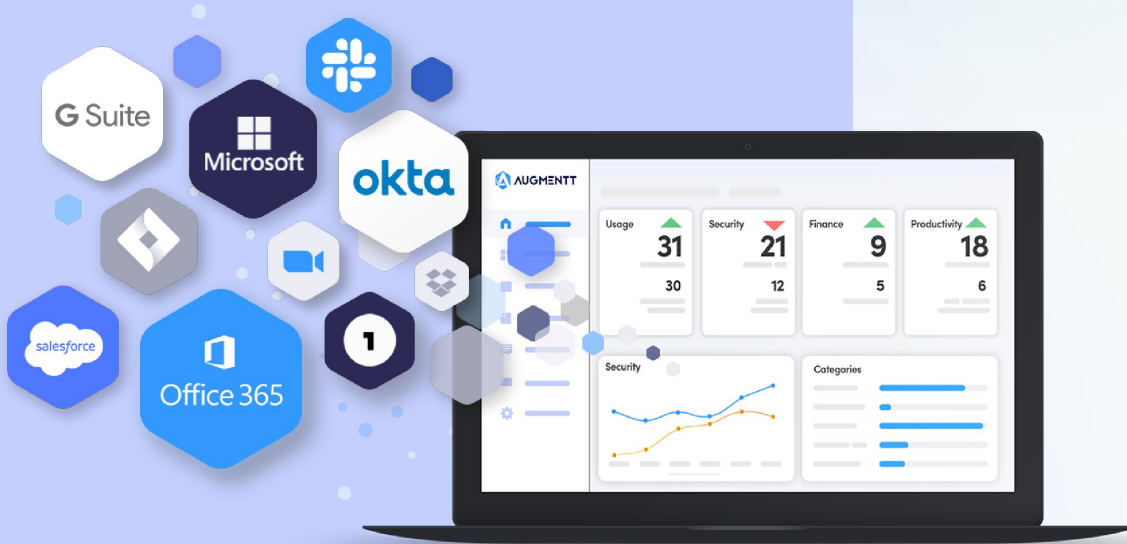 G Suite
Microsoft
okta
salesforce
Office 365
1
AUGMENTT
Usage
31
30
Security
21
12
Finance
9
5
Productivity
18
6
Security
Categories